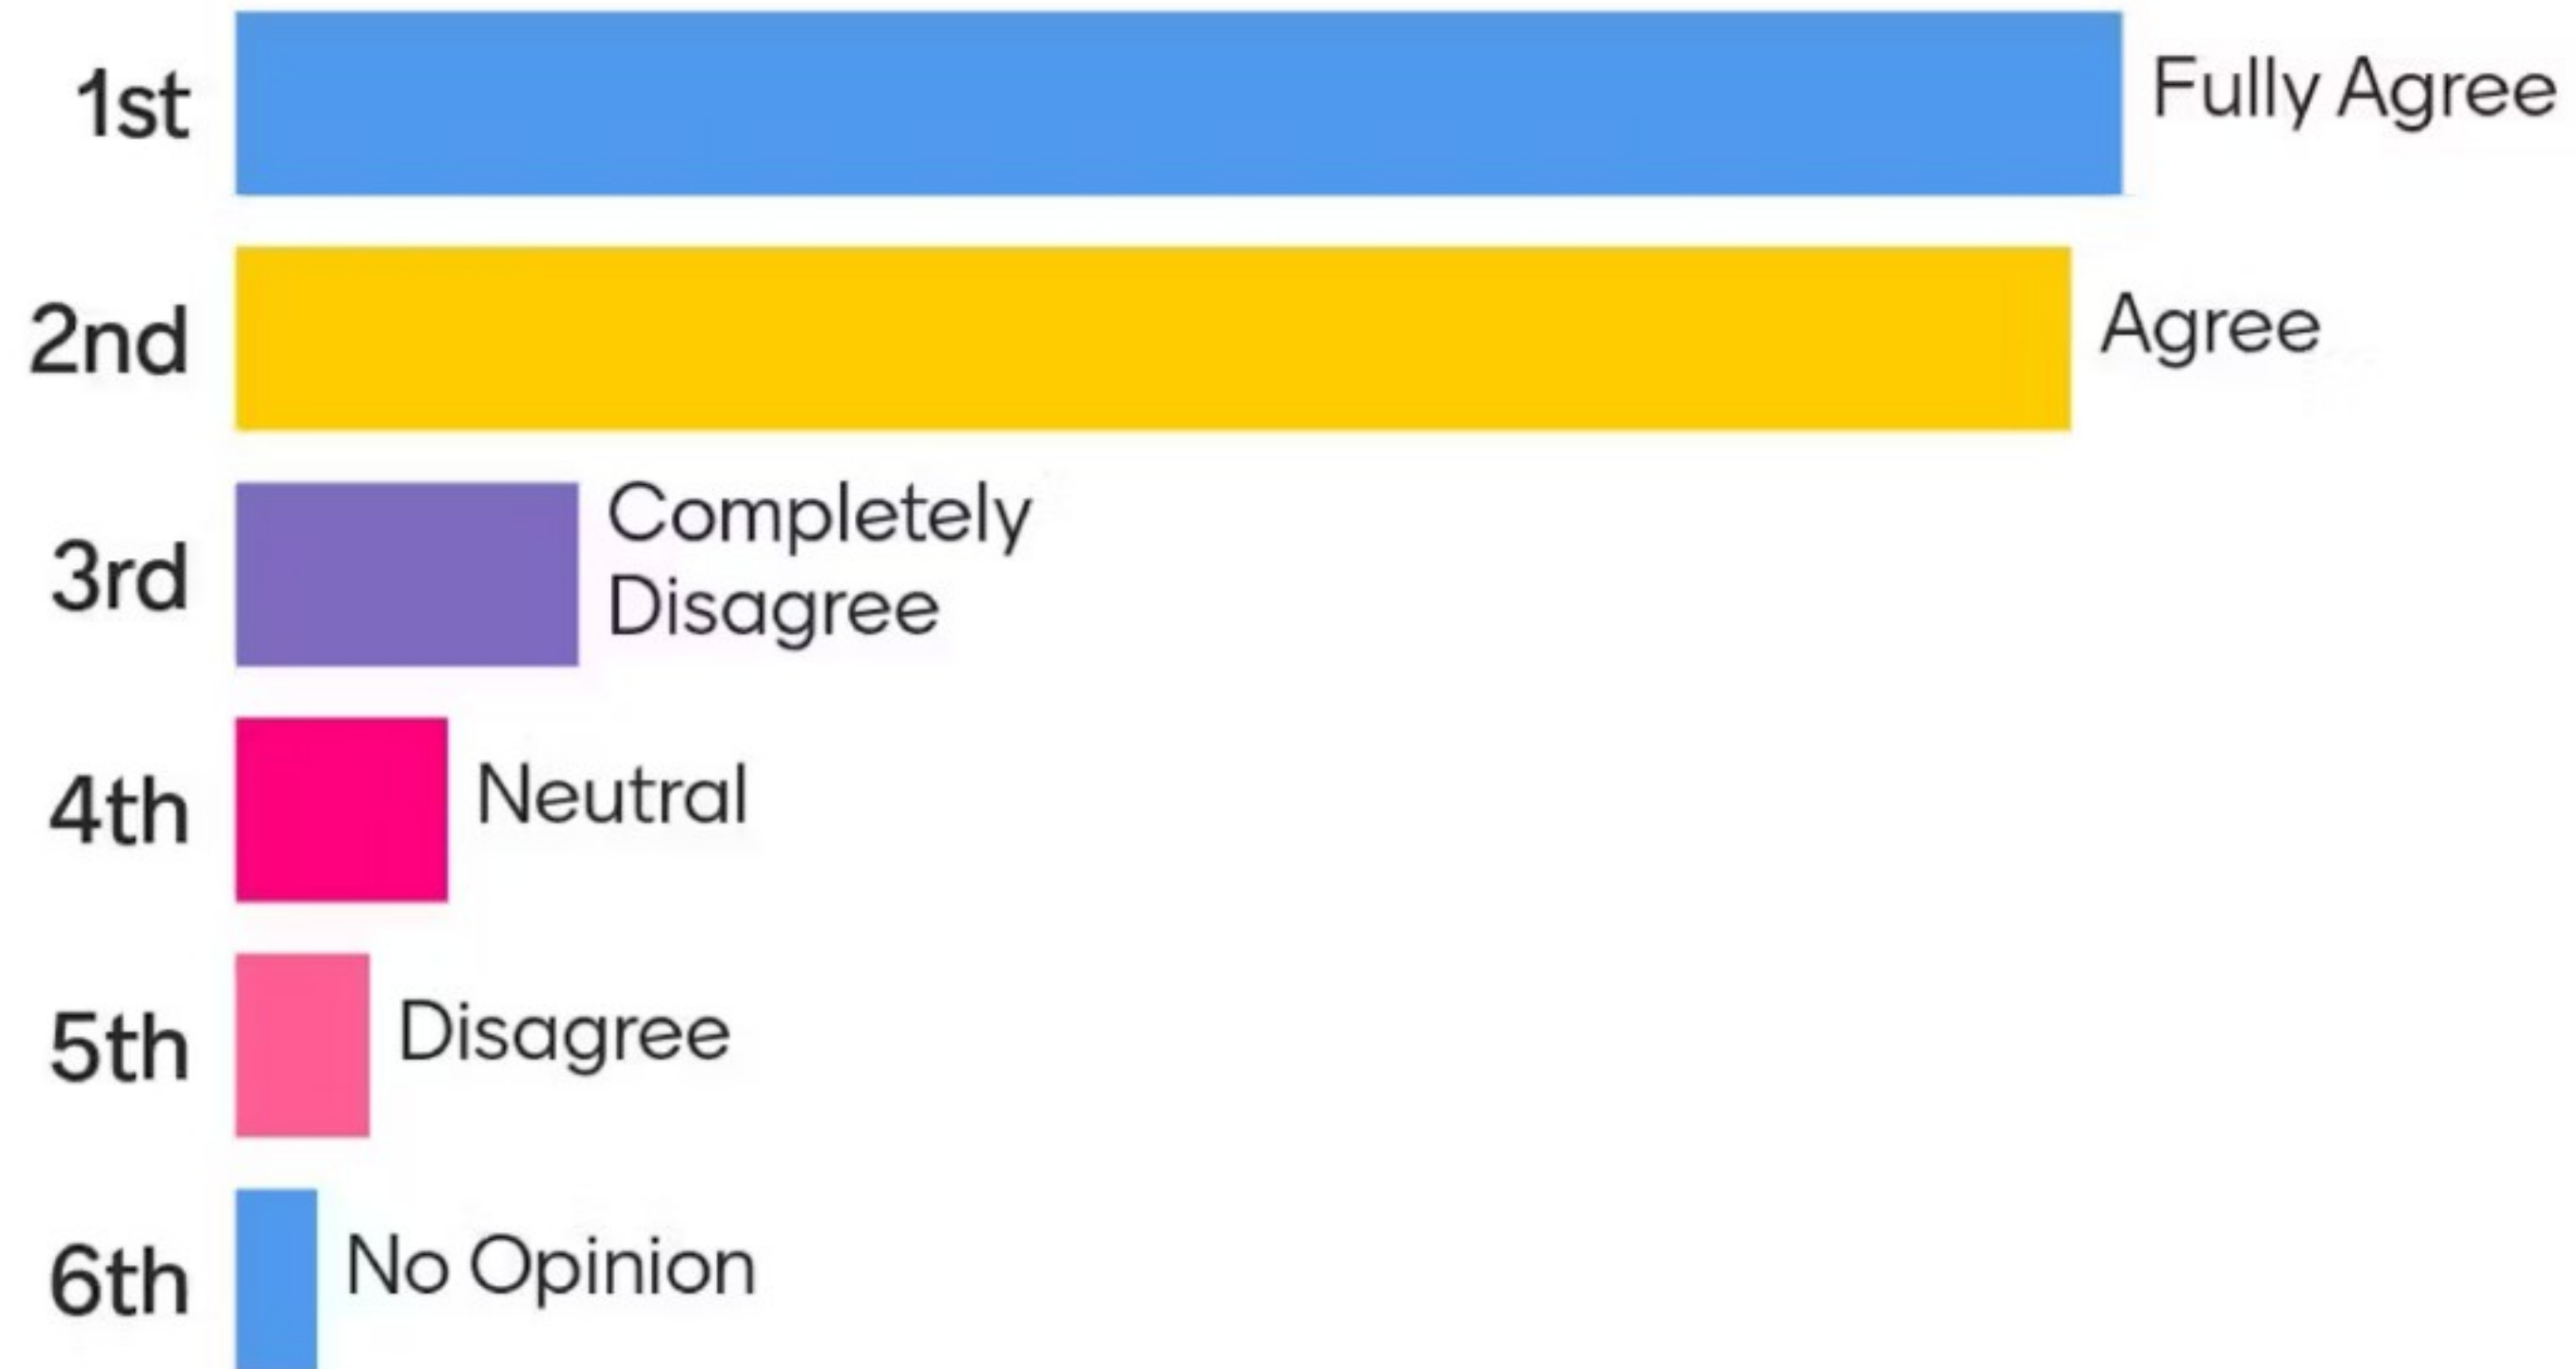 1st Fully Agree
2nd Agree
3rd Completely
Disagree
4th Neutral
5th Disagree
6th No Opinion